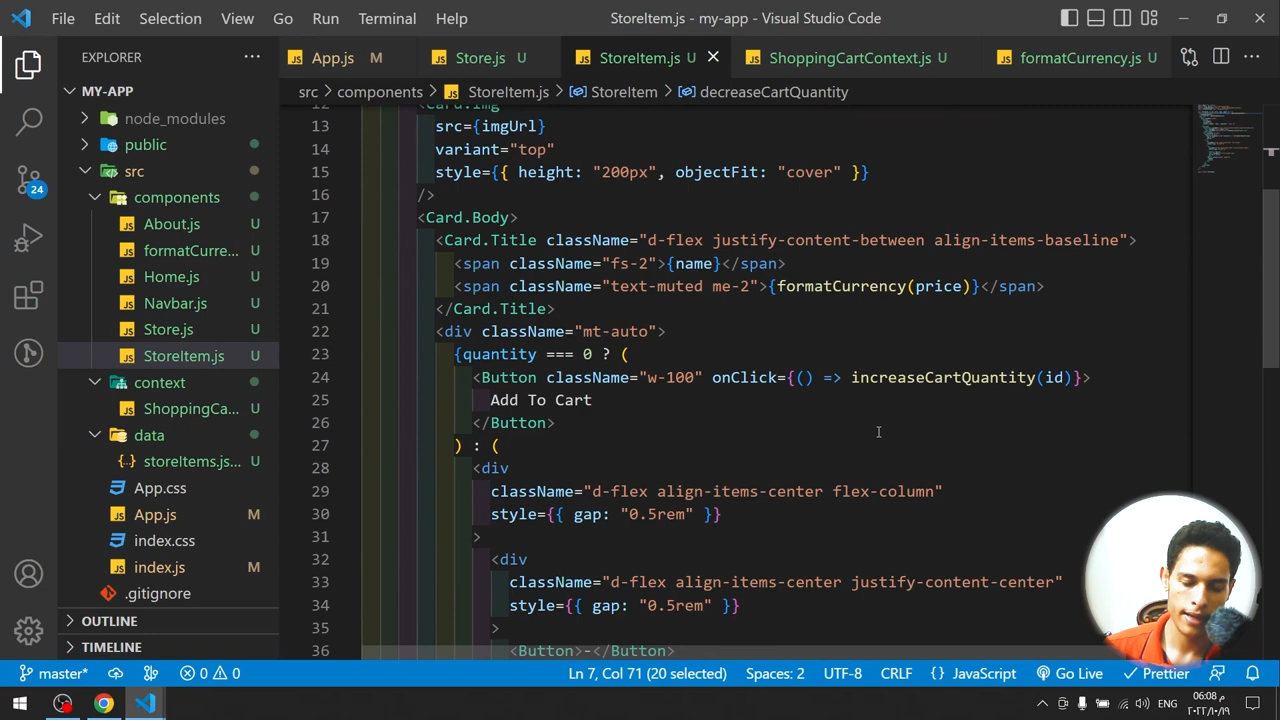 File Edit Selection View Go Run Terminal Help StoreItem.js - my-app - Visual Studio Code
EXPLORER App.js M Store.js U StoreItem.js U ShoppingCartContext.js U formatCurrency.js U
MY-APP src > components > StoreItem.js > StoreItem > decreaseCartQuantity
node_modules
public
src
components
About.js U
formatCurre... U
Home.js U
Navbar.js U
Store.js U
StoreItem.js U
context
ShoppingCa... U
data
storeItems.js... U
App.css
App.js M
index.css
index.js M
.gitignore
OUTLINE
TIMELINE
24
12 <Card.Img
13 src={imgUrl}
14 variant="top"
15 style={{ height: "200px", objectFit: "cover" }}
16 />
17 <Card.Body>
18 <Card.Title className="d-flex justify-content-between align-items-baseline">
19 <span className="fs-2">{name}</span>
20 <span className="text-muted me-2">{formatCurrency(price)}</span>
21 </Card.Title>
22 <div className="mt-auto">
23 {quantity === 0 ? (
24 <Button className="w-100" onClick={() => increaseCartQuantity(id)}>
25 Add To Cart
26 </Button>
27 ) : (
28 <div
29 className="d-flex align-items-center flex-column"
30 style={{ gap: "0.5rem" }}
31 >
32 <div
33 className="d-flex align-items-center justify-content-center"
34 style={{ gap: "0.5rem" }}
35 >
36 <Button>-</Button>
master* 0 0 Ln 7, Col 71 (20 selected) Spaces: 2 UTF-8 CRLF {} JavaScript Go Live Prettier
ENG 06:08 م
٢٠٢٢/٠٩/١٩